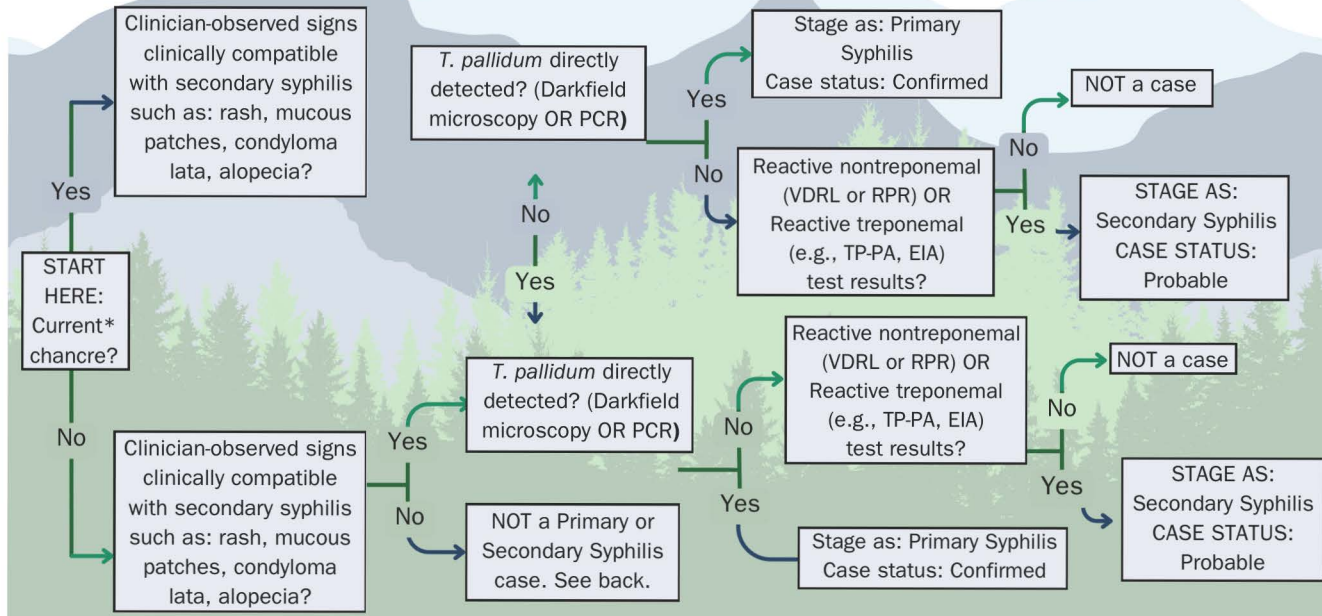 Clinician-observed signs
clinically compatible
with secondary syphilis
such as: rash, mucous
patches, condyloma
lata, alopecia?
Yes
START
HERE:
Current*
chancre?
No
Clinician-observed signs
clinically compatible
with secondary syphilis
such as: rash, mucous
patches, condyloma
lata, alopecia?
T. pallidum directly
detected? (Darkfield
microscopy OR PCR)
No
Yes
Yes
No
T. pallidum directly
detected? (Darkfield
microscopy OR PCR)
NOT a Primary or
Secondary Syphilis
case. See back.
Yes
No
Stage as: Primary
Syphilis
Case status: Confirmed
Reactive nontreponemal
(VDRL or RPR) OR
Reactive treponemal
(e.g., TP-PA, EIA)
test results?
No
Yes
NOT a case
STAGE AS:
Secondary Syphilis
CASE STATUS:
Probable
No
Yes
Reactive nontreponemal
(VDRL or RPR) OR
Reactive treponemal
(e.g., TP-PA, EIA)
test results?
Stage as: Primary Syphilis
Case status: Confirmed
No
Yes
NOT a case
STAGE AS:
Secondary Syphilis
CASE STATUS:
Probable